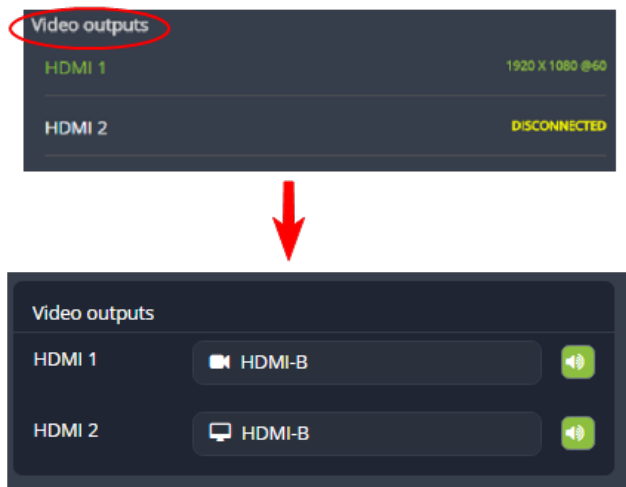 Video outputs
HDMI 1 1920 X 1080 @60
HDMI 2 DISCONNECTED
Video outputs
HDMI 1 HDMI-B
HDMI 2 HDMI-B